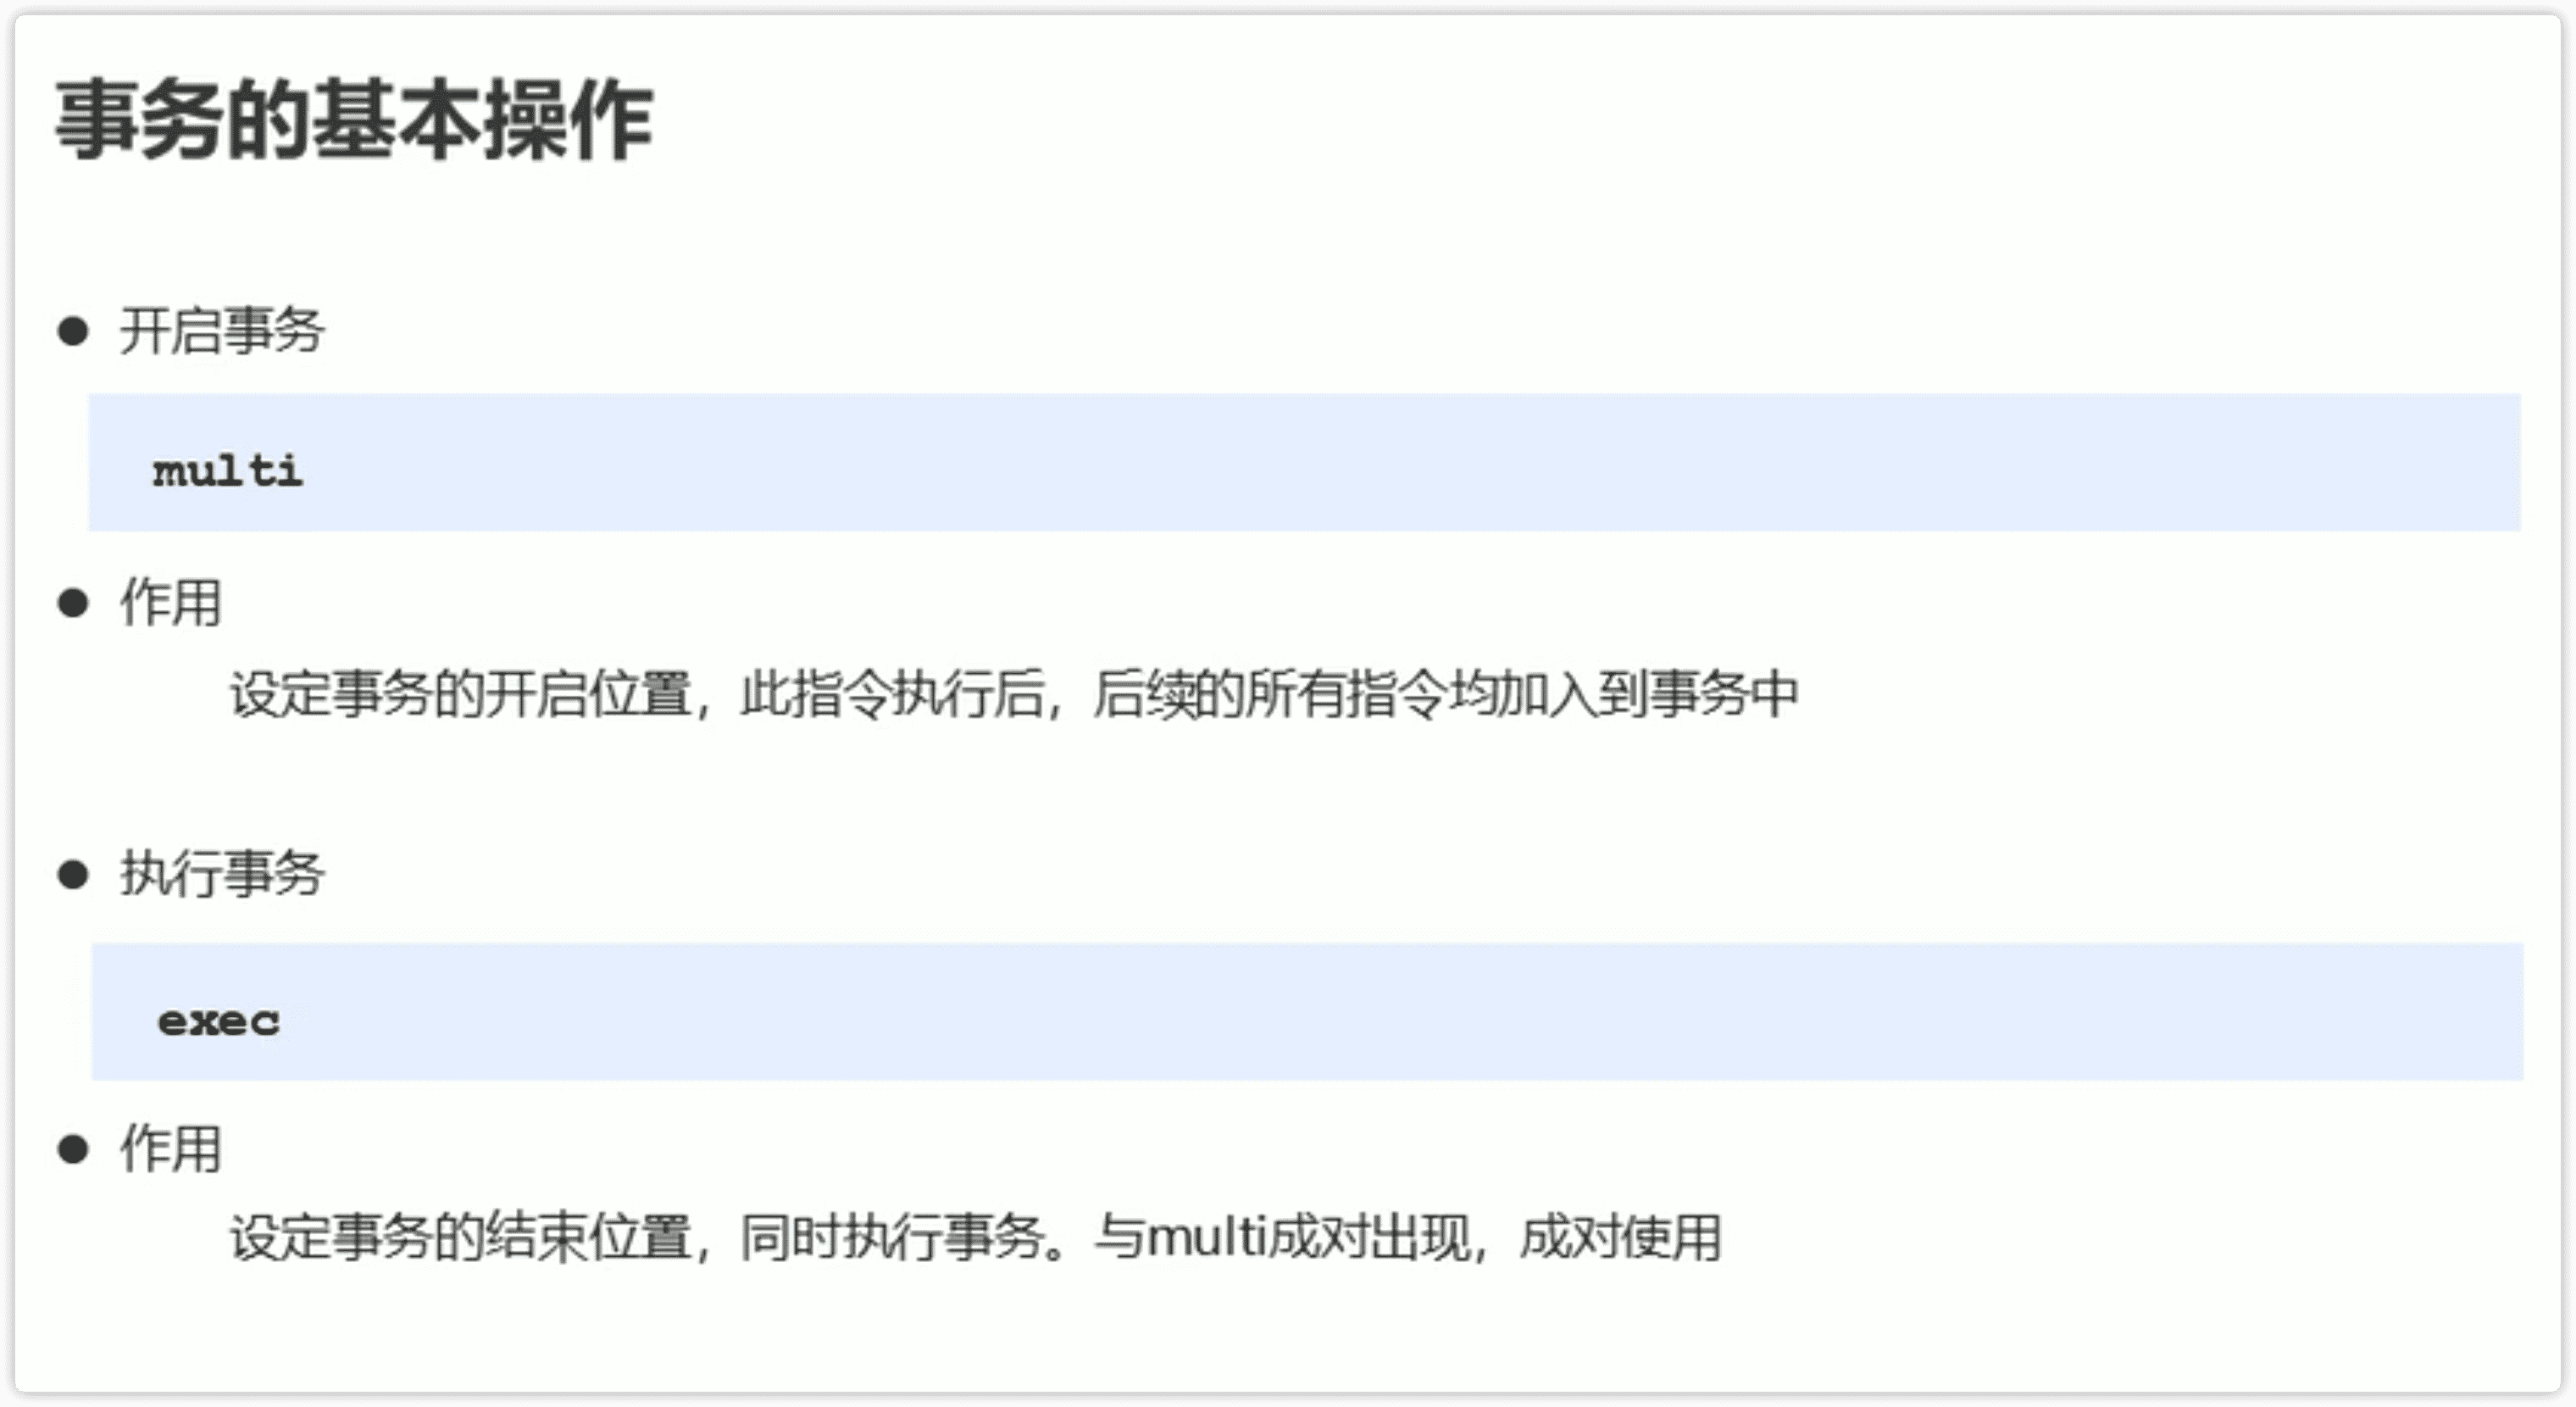 事务的基本操作
● 开启事务
multi
● 作用
设定事务的开启位置，此指令执行后，后续的所有指令均加入到事务中
● 执行事务
exec
● 作用
设定事务的结束位置，同时执行事务。与multi成对出现，成对使用